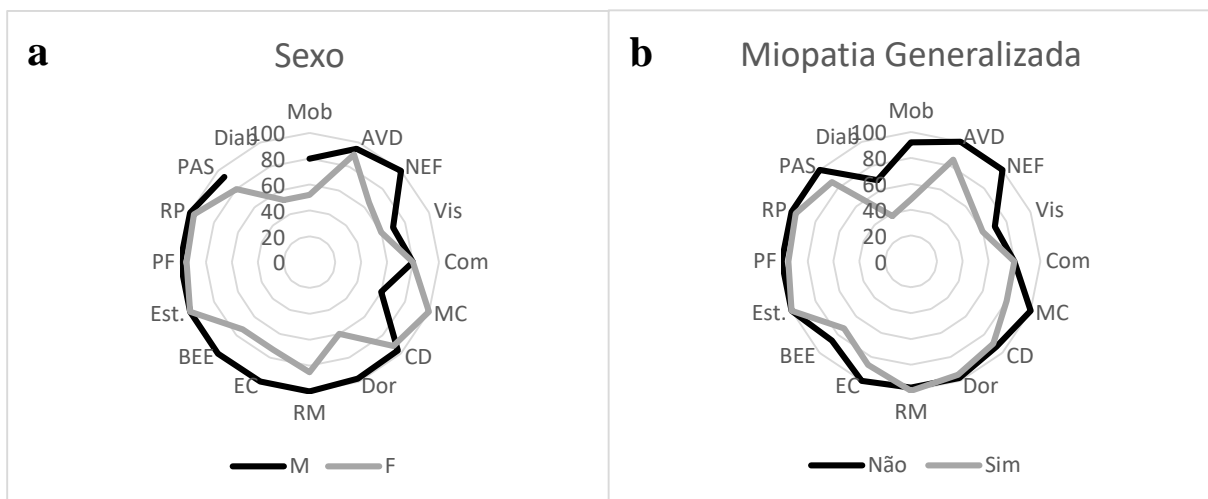 a
Sexo
Mob
AVD
NEF
Vis
Com
MC
CD
Dor
RM
EC
BEE
Est.
PF
RP
PAS
Diab
100
80
60
40
20
0
M
F
b
Miopatia Generalizada
Mob
AVD
NEF
Vis
Com
MC
CD
Dor
RM
EC
BEE
Est.
PF
RP
PAS
Diab
100
80
60
40
20
0
Não
Sim